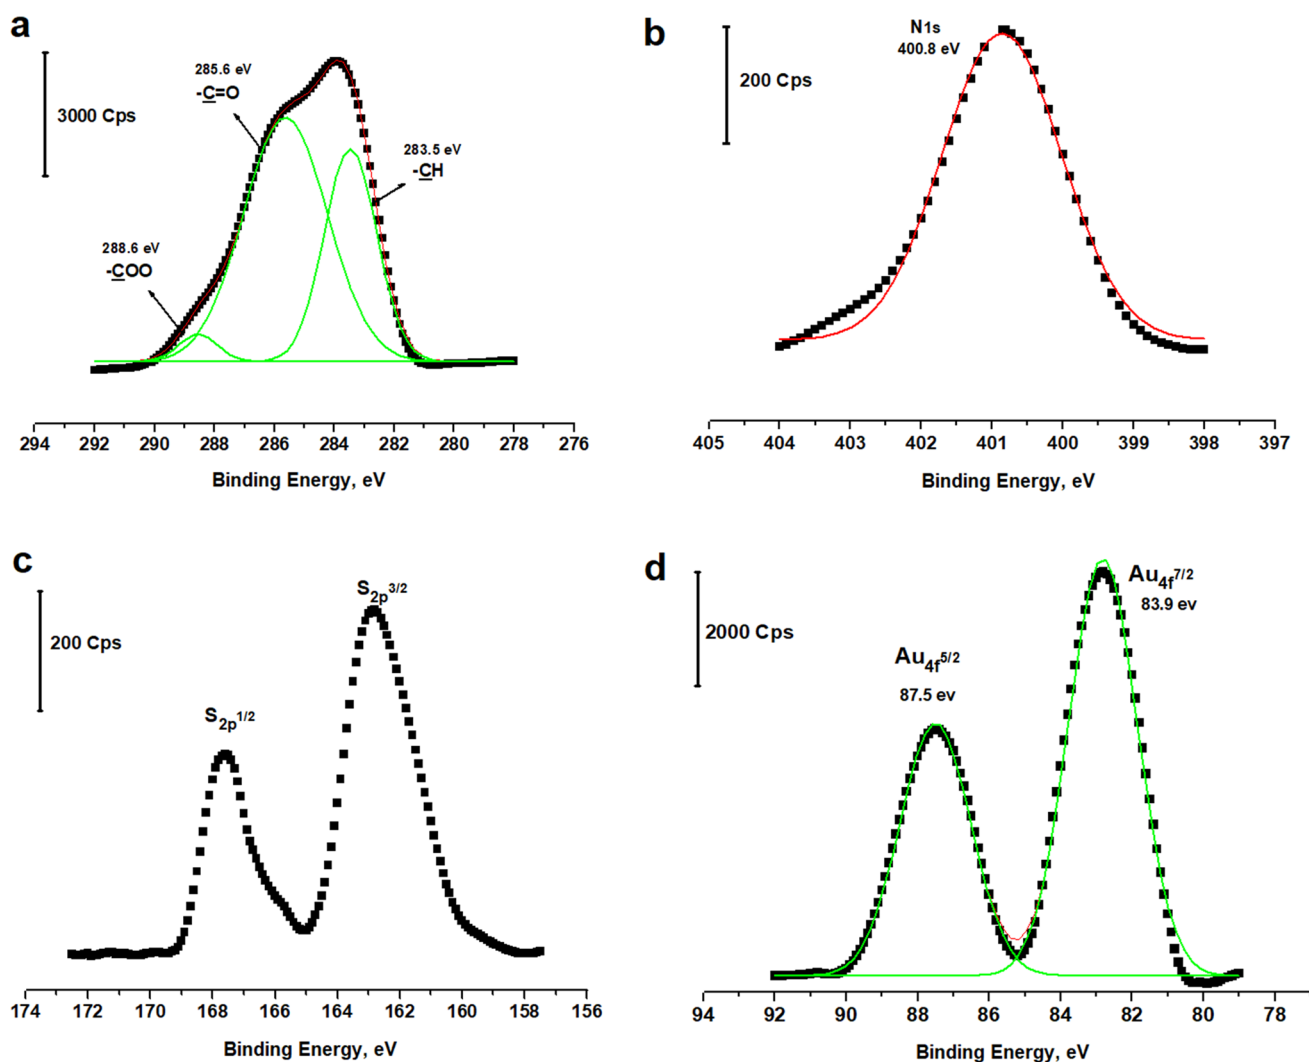 a
3000 Cps
285.6 eV
-C=O
283.5 eV
-CH
288.6 eV
-COO
294 292 290 288 286 284 282 280 278 276
Binding Energy, eV
b
200 Cps
N1s
400.8 eV
405 404 403 402 401 400 399 398 397
Binding Energy, eV
c
200 Cps
S2p3/2
S2p1/2
174 172 170 168 166 164 162 160 158 156
Binding Energy, eV
d
2000 Cps
Au4f7/2
83.9 ev
Au4f5/2
87.5 ev
94 92 90 88 86 84 82 80 78
Binding Energy, eV